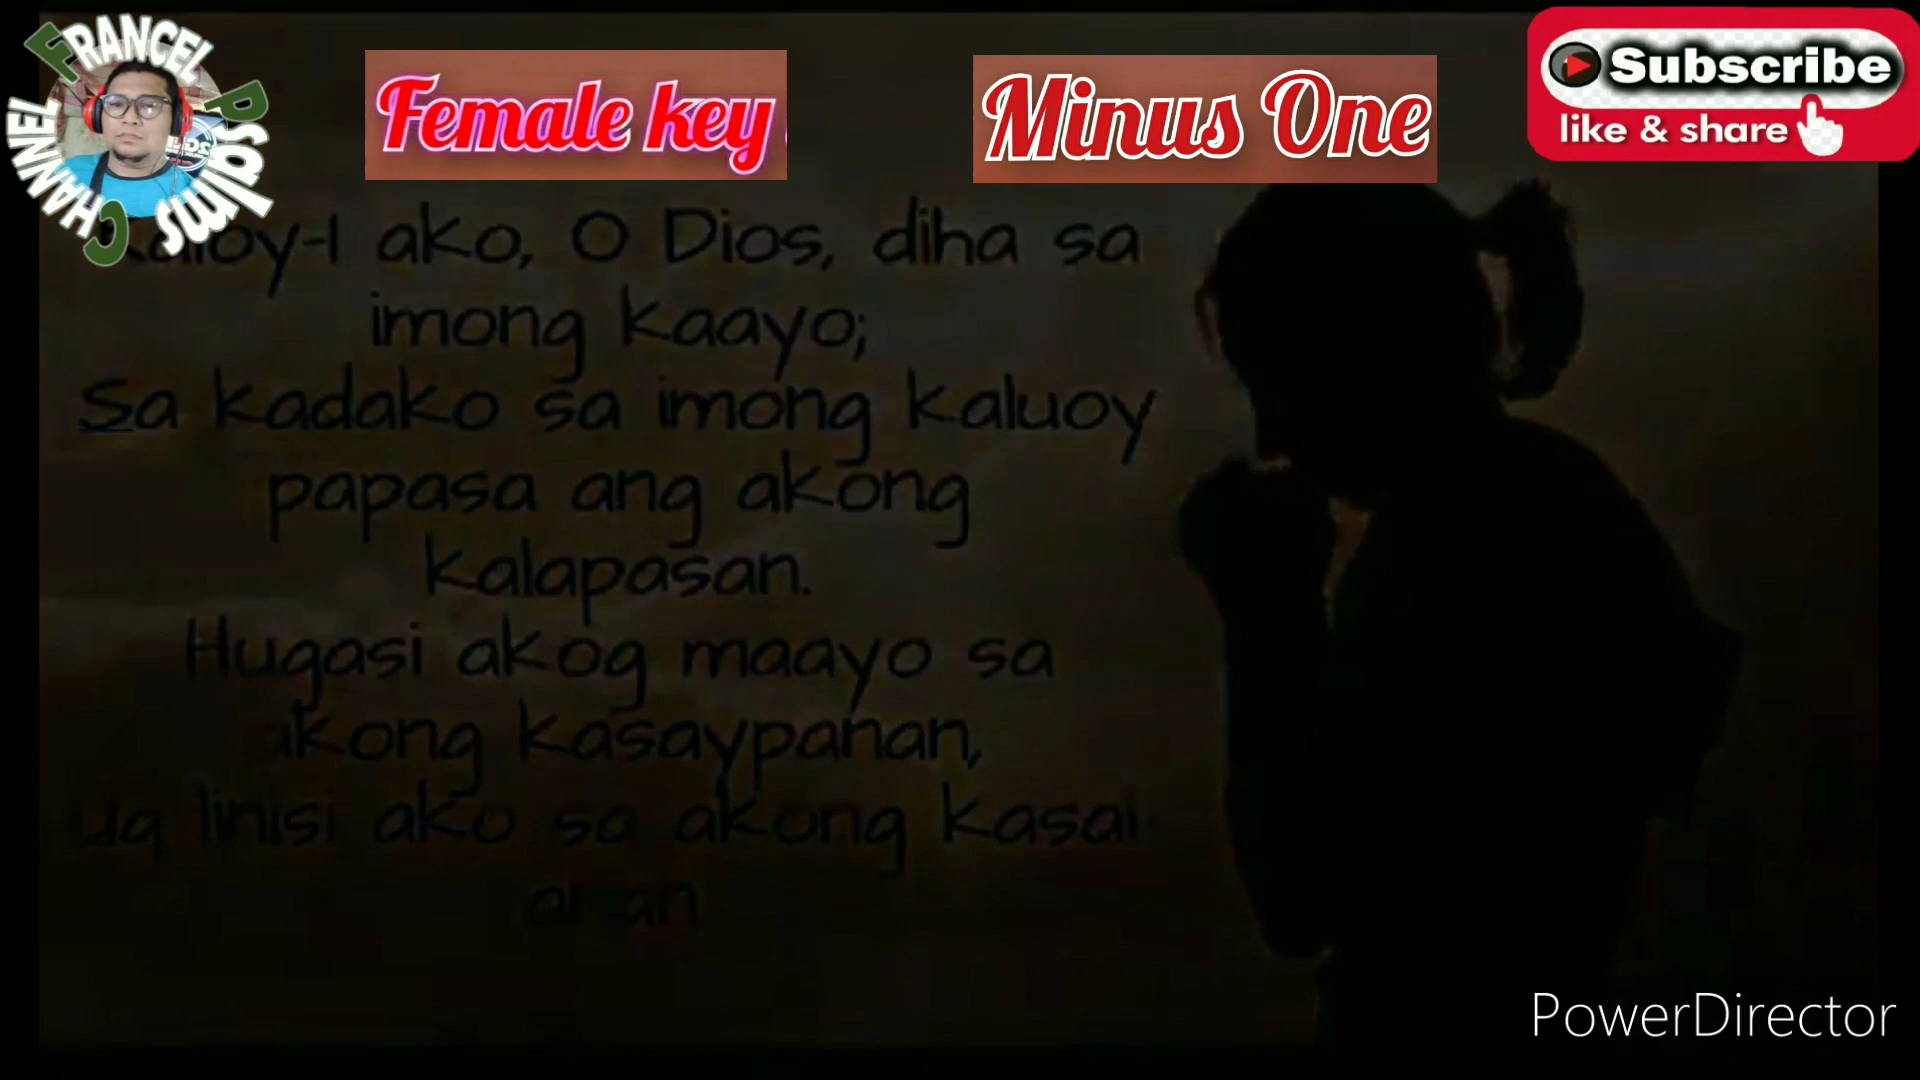 FRANCEL
Psalms
CHANNEL
Female key
Minus One
Subscribe
like & share
ako, O Dios, diha sa
imong kaayo;
Sa kadako sa imong kaluoy
papasa ang akong
kalapasan.
Hugasi akog maayo sa
akong kasaypanan,
Ug linisi ako sa akong
PowerDirector